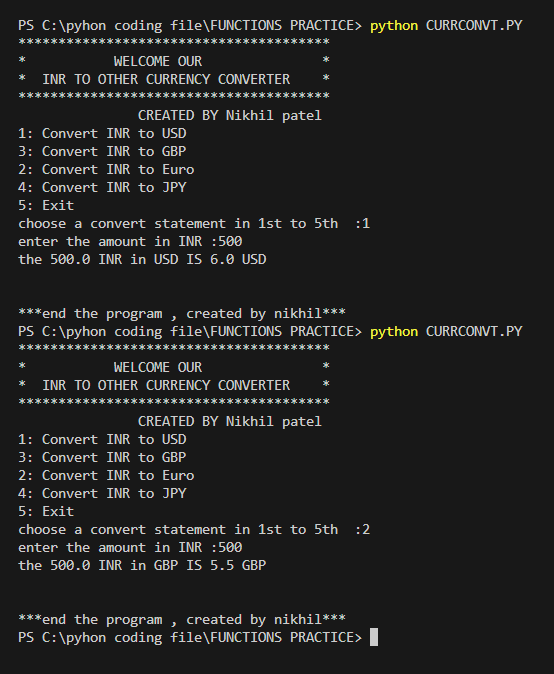 PS C:\pyhon coding file\FUNCTIONS PRACTICE> python CURRCONVT.PY
***************************************
*           WELCOME OUR               *
*  INR TO OTHER CURRENCY CONVERTER    *
***************************************
               CREATED BY Nikhil patel
1: Convert INR to USD
3: Convert INR to GBP
2: Convert INR to Euro
4: Convert INR to JPY
5: Exit
choose a convert statement in 1st to 5th  :1
enter the amount in INR :500
the 500.0 INR in USD IS 6.0 USD
***end the program , created by nikhil***
PS C:\pyhon coding file\FUNCTIONS PRACTICE> python CURRCONVT.PY
***************************************
*           WELCOME OUR               *
*  INR TO OTHER CURRENCY CONVERTER    *
***************************************
               CREATED BY Nikhil patel
1: Convert INR to USD
3: Convert INR to GBP
2: Convert INR to Euro
4: Convert INR to JPY
5: Exit
choose a convert statement in 1st to 5th  :2
enter the amount in INR :500
the 500.0 INR in GBP IS 5.5 GBP
***end the program , created by nikhil***
PS C:\pyhon coding file\FUNCTIONS PRACTICE>